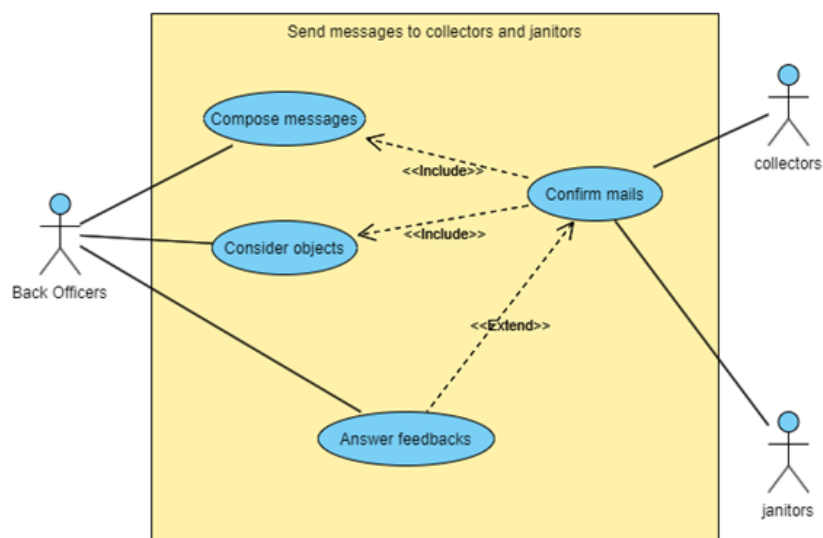 Send messages to collectors and janitors
Compose messages
<<Include>>
collectors
Confirm mails
<<Include>>
Consider objects
Back Officers
<<Extend>>
Answer feedbacks
janitors